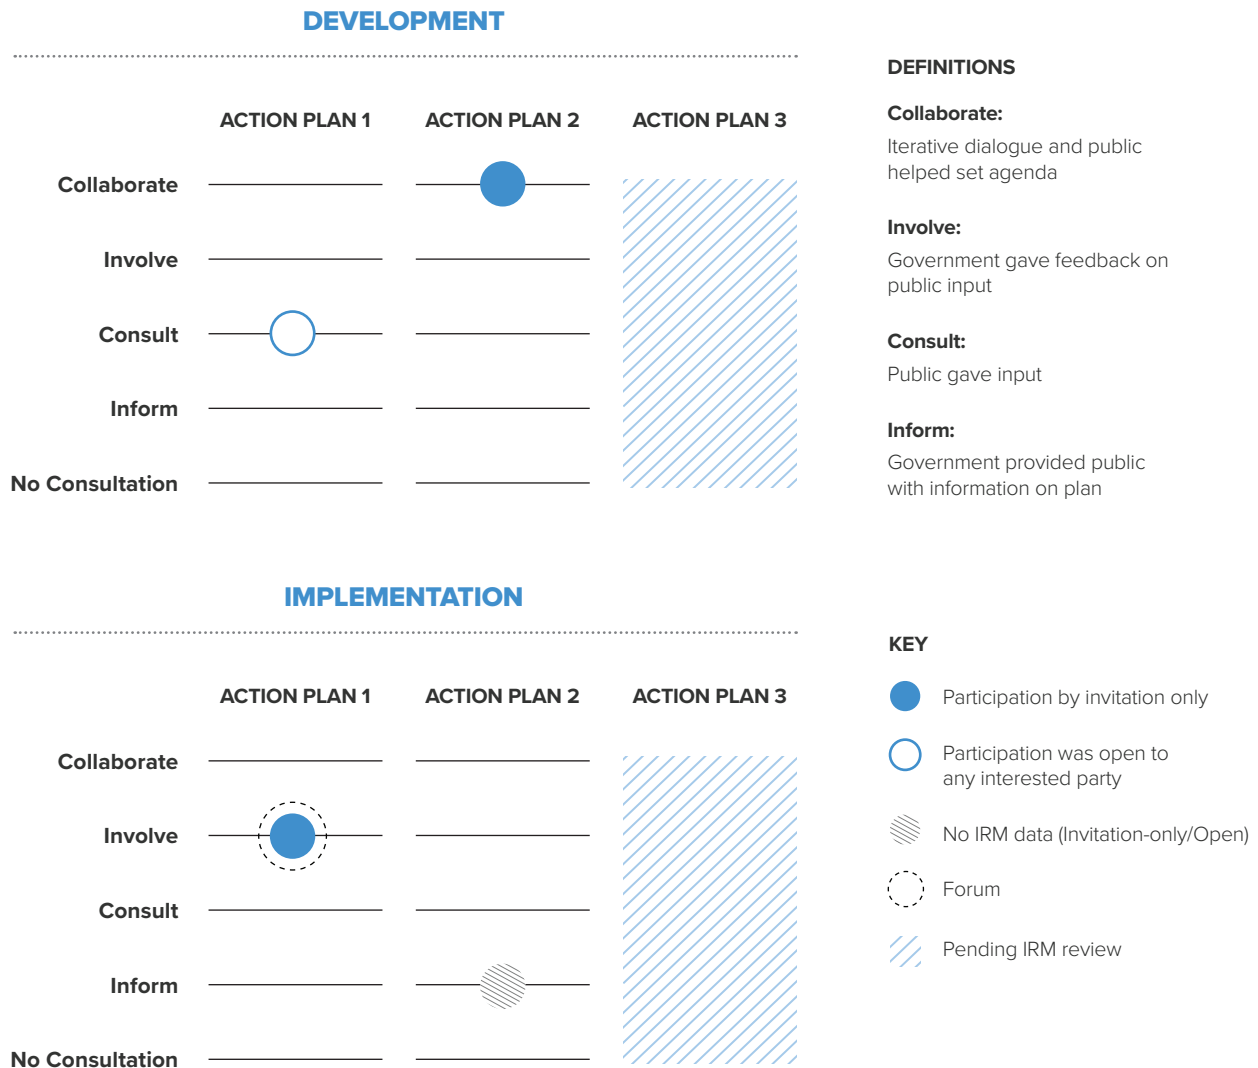 DEVELOPMENT
ACTION PLAN 1
ACTION PLAN 2
ACTION PLAN 3
Collaborate
Involve
Consult
Inform
No Consultation
DEFINITIONS
Collaborate:
Iterative dialogue and public
helped set agenda
Involve:
Government gave feedback on
public input
Consult:
Public gave input
Inform:
Government provided public
with information on plan
IMPLEMENTATION
ACTION PLAN 1
ACTION PLAN 2
ACTION PLAN 3
Collaborate
Involve
Consult
Inform
No Consultation
KEY
Participation by invitation only
Participation was open to
any interested party
No IRM data (Invitation-only/Open)
Forum
Pending IRM review